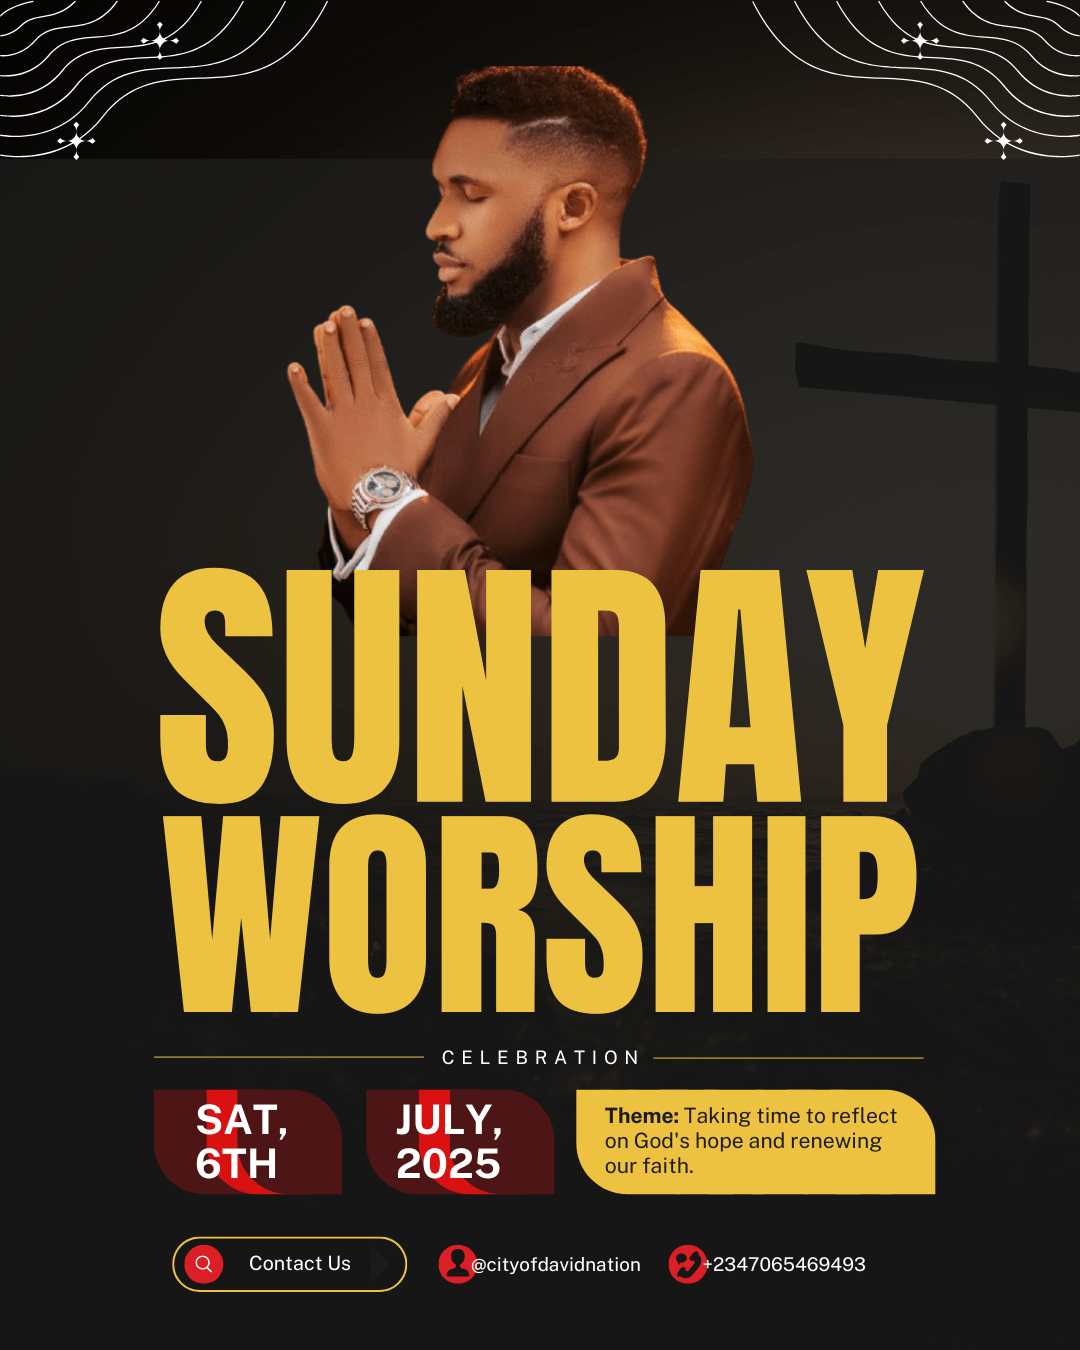 SUNDAY
WORSHIP
CELEBRATION
SAT,
6TH
JULY,
2025
Theme: Taking time to reflect
on God's hope and renewing
our faith.
Contact Us
@cityofdavidnation
+2347065469493